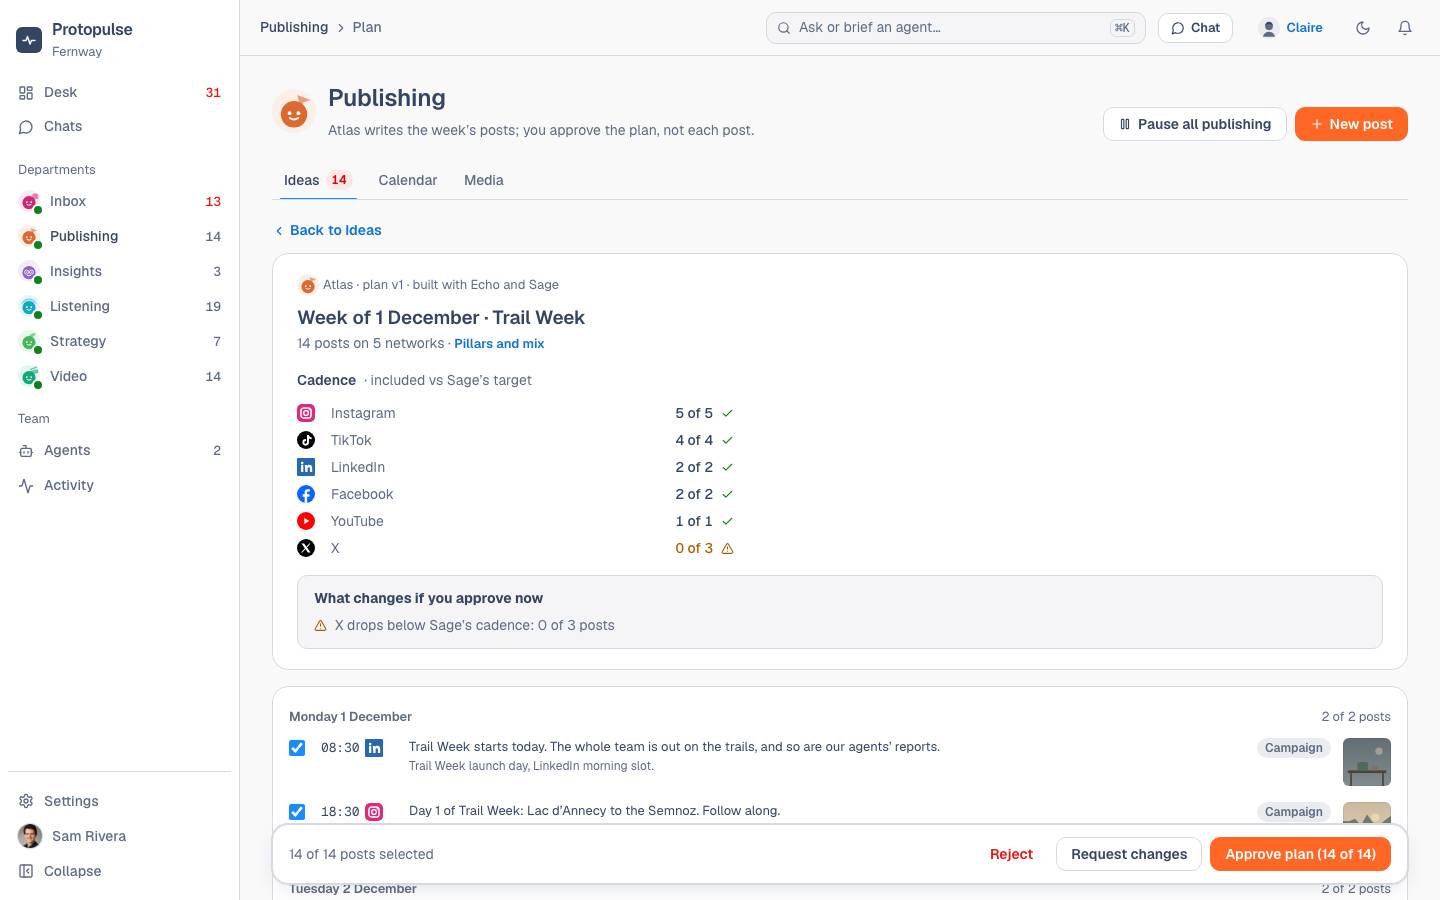 Protopulse
Fernway
Desk 31
Chats
Departments
Inbox 13
Publishing 14
Insights 3
Listening 19
Strategy 7
Video 14
Team
Agents 2
Activity
Settings
Sam Rivera
Collapse
Publishing > Plan
Ask or brief an agent… ⌘K
Chat
Claire
Publishing
Atlas writes the week’s posts; you approve the plan, not each post.
Pause all publishing
+ New post
Ideas 14
Calendar
Media
Back to Ideas
Atlas · plan v1 · built with Echo and Sage
Week of 1 December · Trail Week
14 posts on 5 networks · Pillars and mix
Cadence · included vs Sage’s target
Instagram 5 of 5
TikTok 4 of 4
LinkedIn 2 of 2
Facebook 2 of 2
YouTube 1 of 1
X 0 of 3
What changes if you approve now
X drops below Sage’s cadence: 0 of 3 posts
Monday 1 December 2 of 2 posts
08:30 Trail Week starts today. The whole team is out on the trails, and so are our agents’ reports. Campaign
Trail Week launch day, LinkedIn morning slot.
18:30 Day 1 of Trail Week: Lac d’Annecy to the Semnoz. Follow along. Campaign
14 of 14 posts selected
Reject
Request changes
Approve plan (14 of 14)
Tuesday 2 December 2 of 2 posts